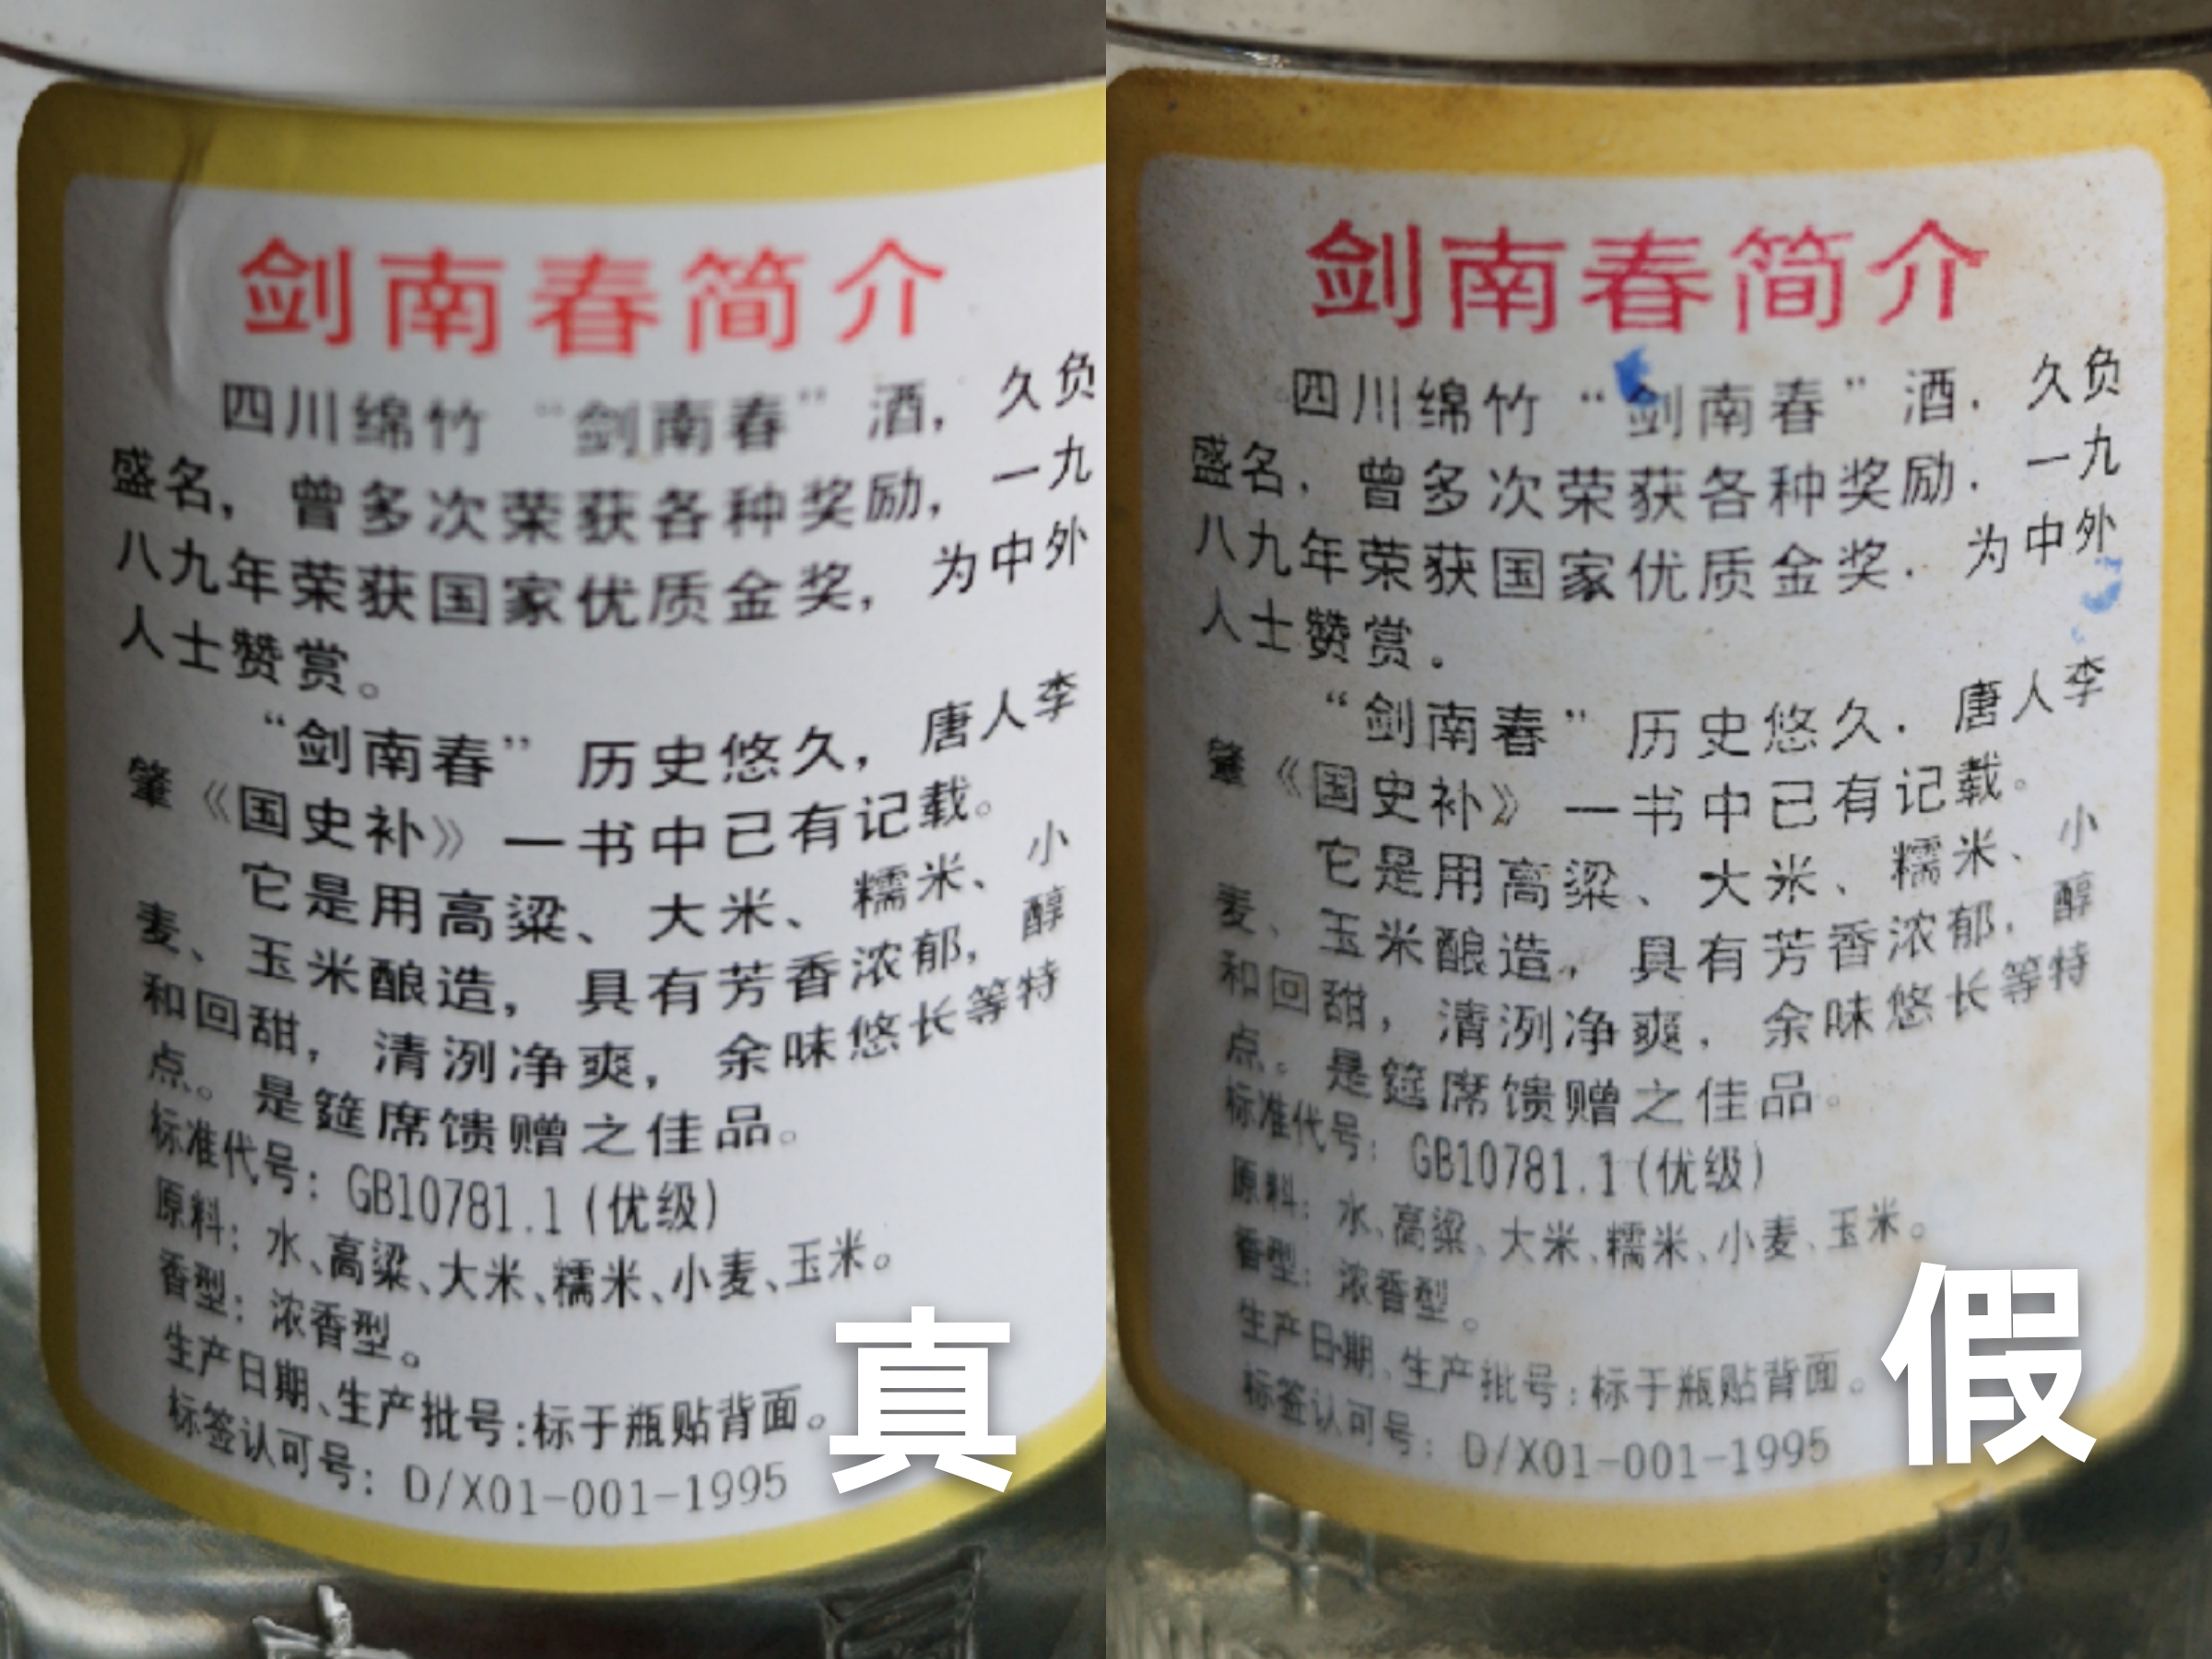 剑南春简介
四川绵竹“剑南春”酒，久负
盛名，曾多次荣获各种奖励，一九
八九年荣获国家优质金奖，为中外
人士赞赏。
“剑南春”历史悠久，唐人李
肇《国史补》一书中已有记载。
它是用高粱、大米、糯米、小
麦、玉米酿造，具有芳香浓郁，醇
和回甜，清洌净爽，余味悠长等特
点。是筵席馈赠之佳品。
标准代号：GB10781.1(优级)
原料：水、高粱、大米、糯米、小麦、玉米。
香型：浓香型。
生产日期、生产批号:标于瓶贴背面。
标签认可号：D/X01-001-1995
真
剑南春简介
四川绵竹“剑南春”酒．久负
盛名．曾多次荣获各种奖励．一九
八九年荣获国家优质金奖．为中外
人士赞赏。
“剑南春”历史悠久．唐人李
肇《国史补》一书中已有记载。
它是用高粱、大米、糯米、小
麦、玉米酿造，具有芳香浓郁．醇
和回甜，清洌净爽．余味悠长等特
点。是筵席馈赠之佳品。
标准代号：GB10781.1(优级)
原料：水、高粱、大米、糯米、小麦、玉米。
香型：浓香型。
生产日期、生产批号:标于瓶贴背面。
标签认可号：D/X01-001-1995
假